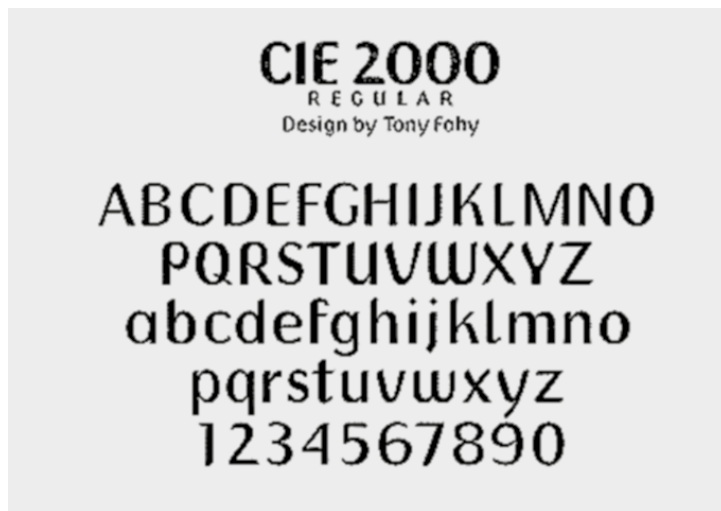 CIE 2000
REGULAR
Design by Tony Fahy
ABCDEFGHIJKLMNO
PQRSTUVWXYZ
abcdefghijklmno
pqrstuvwxyz
1234567890